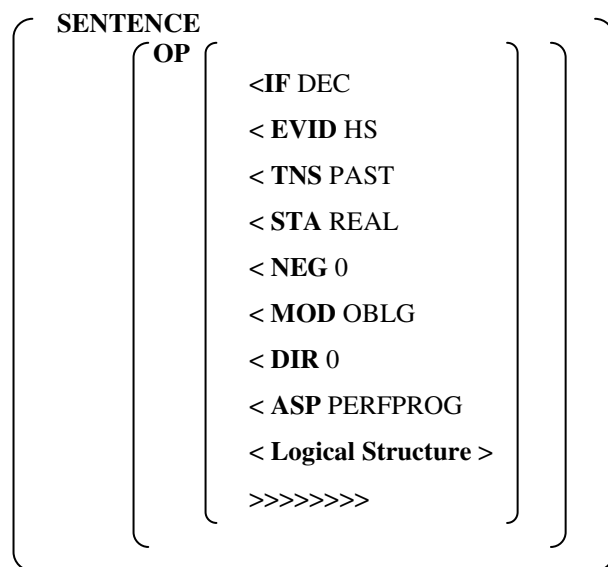 SENTENCE
OP
<IF DEC
< EVID HS
< TNS PAST
< STA REAL
< NEG 0
< MOD OBLG
< DIR 0
< ASP PERFPROG
< Logical Structure >
>>>>>>>>